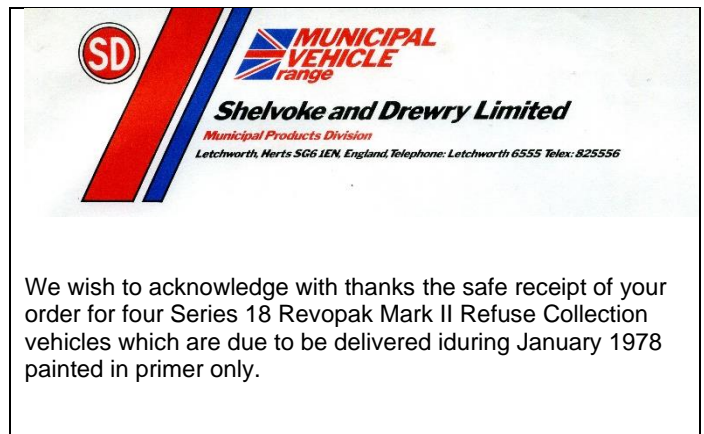 SD
MUNICIPAL
VEHICLE
range
Shelvoke and Drewry Limited
Municipal Products Division
Letchworth, Herts SG6 1EN, England, Telephone: Letchworth 6555 Telex: 825556
We wish to acknowledge with thanks the safe receipt of your
order for four Series 18 Revopak Mark II Refuse Collection
vehicles which are due to be delivered iduring January 1978
painted in primer only.